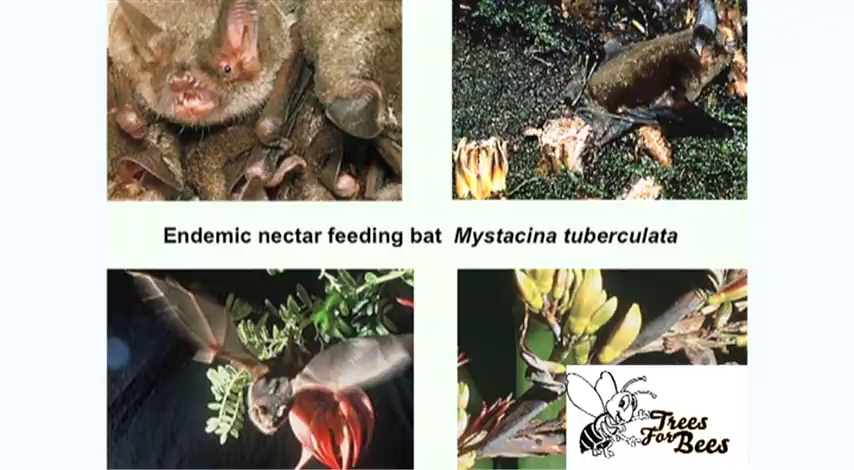 Endemic nectar feeding bat Mystacina tuberculata
Trees
For Bees